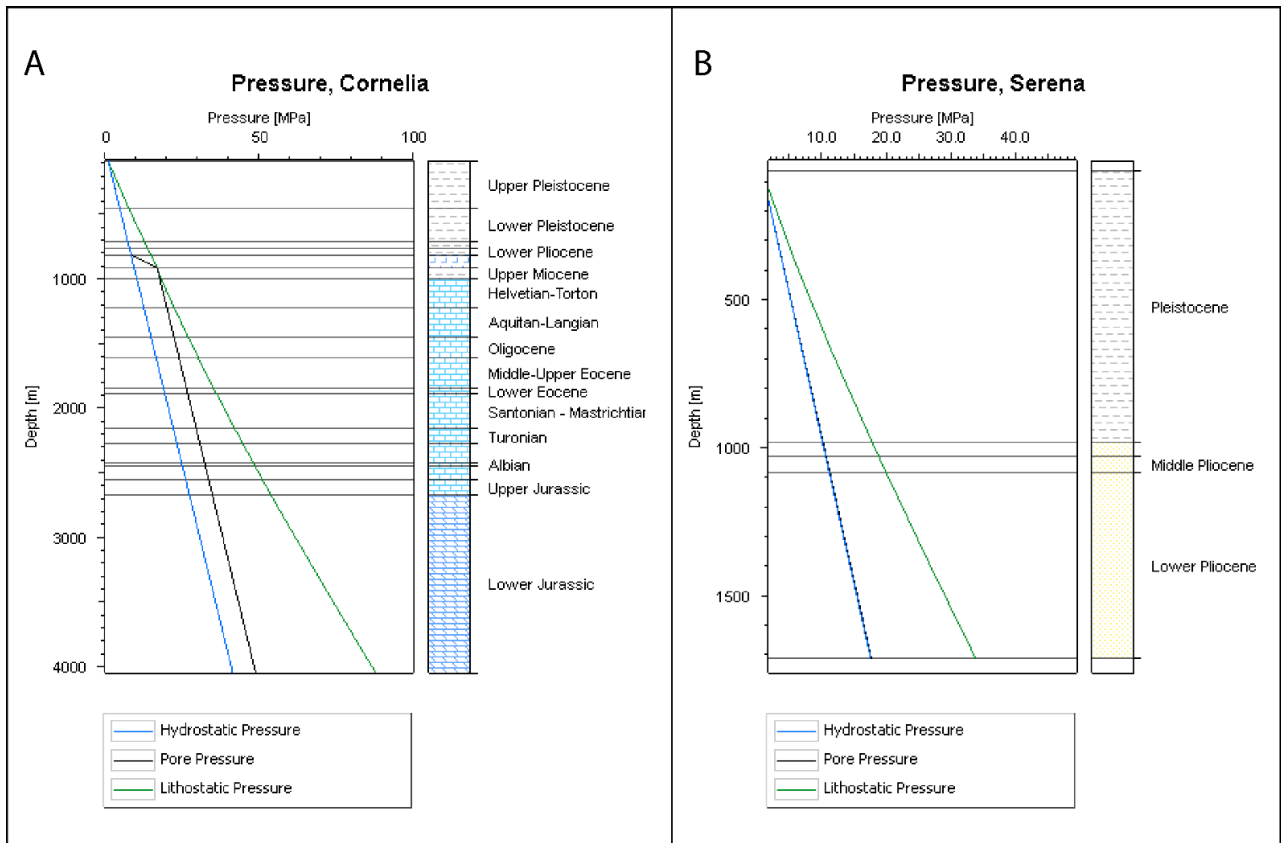 A
Pressure, Cornelia
Pressure [MPa]
0 50 100
Depth [m]
1000
2000
3000
4000
Upper Pleistocene
Lower Pleistocene
Lower Pliocene
Upper Miocene
Helvetian-Torton
Aquitan-Langian
Oligocene
Middle-Upper Eocene
Lower Eocene
Santonian - Mastrichtian
Turonian
Albian
Upper Jurassic
Lower Jurassic
Hydrostatic Pressure
Pore Pressure
Lithostatic Pressure
B
Pressure, Serena
Pressure [MPa]
10.0 20.0 30.0 40.0
Depth [m]
500
1000
1500
Pleistocene
Middle Pliocene
Lower Pliocene
Hydrostatic Pressure
Pore Pressure
Lithostatic Pressure